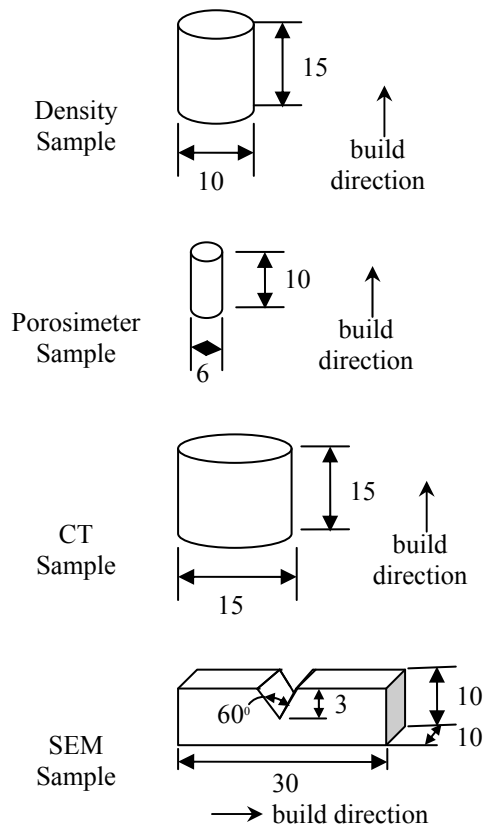 15
Density
Sample
build
direction
10
10
Porosimeter
Sample
build
direction
6
15
CT
Sample
build
direction
15
60⁰
3
10
10
SEM
Sample
30
build direction